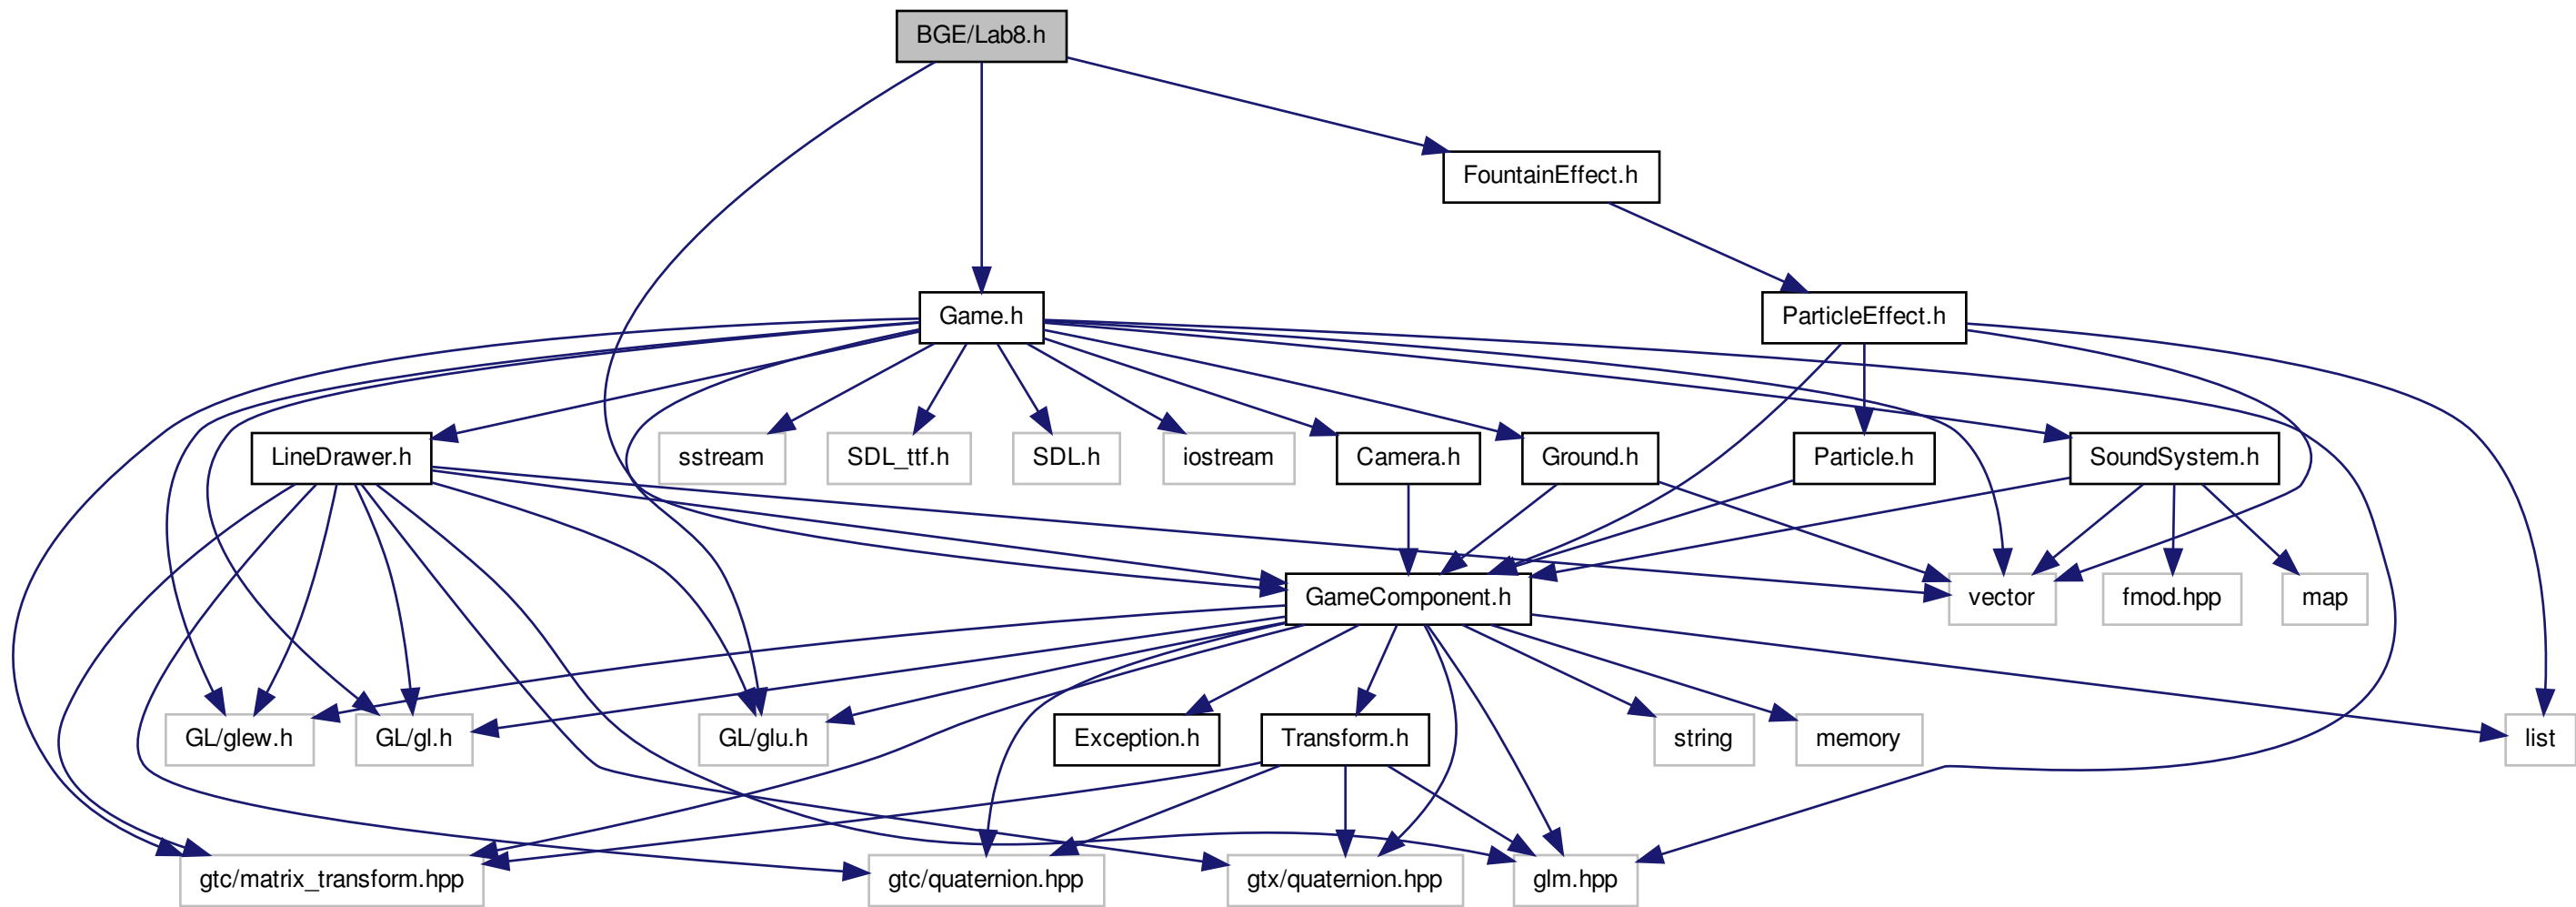 BGE/Lab8.h
FountainEffect.h
Game.h
ParticleEffect.h
LineDrawer.h
sstream
SDL_ttf.h
SDL.h
iostream
Camera.h
Ground.h
Particle.h
SoundSystem.h
GameComponent.h
vector
fmod.hpp
map
GL/glew.h
GL/gl.h
GL/glu.h
Exception.h
Transform.h
string
memory
list
gtc/matrix_transform.hpp
gtc/quaternion.hpp
gtx/quaternion.hpp
glm.hpp